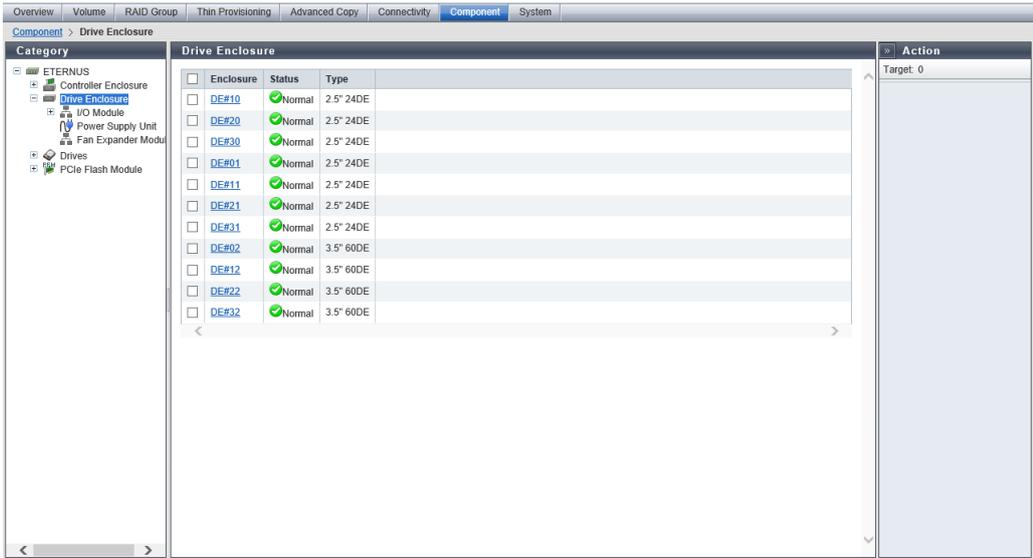 Overview Volume RAID Group Thin Provisioning Advanced Copy Connectivity Component System
Component > Drive Enclosure
Category
ETERNUS
Controller Enclosure
Drive Enclosure
I/O Module
Power Supply Unit
Fan Expander Modul
Drives
PCIe Flash Module
Drive Enclosure
Enclosure Status Type
DE#10 Normal 2.5" 24DE
DE#20 Normal 2.5" 24DE
DE#30 Normal 2.5" 24DE
DE#01 Normal 2.5" 24DE
DE#11 Normal 2.5" 24DE
DE#21 Normal 2.5" 24DE
DE#31 Normal 2.5" 24DE
DE#02 Normal 3.5" 60DE
DE#12 Normal 3.5" 60DE
DE#22 Normal 3.5" 60DE
DE#32 Normal 3.5" 60DE
» Action
Target: 0